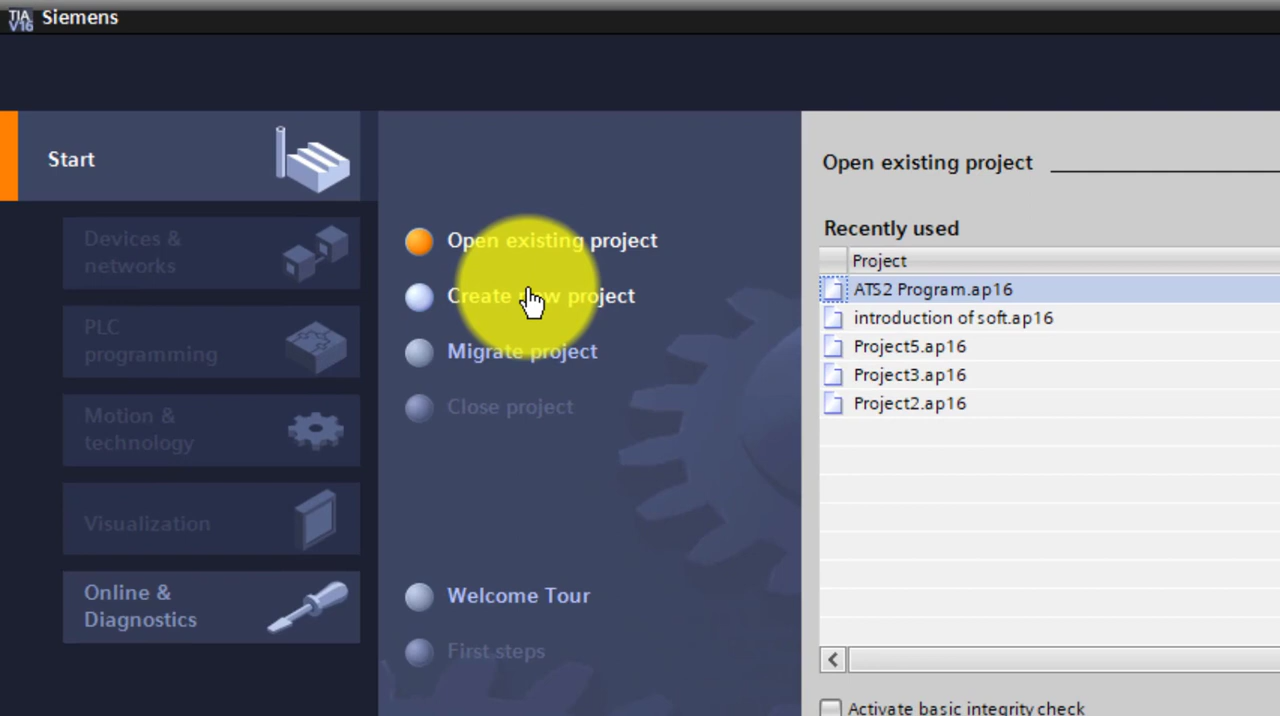 TIA
V16
Siemens
Start
Devices &
networks
PLC
programming
Motion &
technology
Visualization
Online &
Diagnostics
Open existing project
Create new project
Migrate project
Close project
Welcome Tour
First steps
Open existing project
Recently used
Project
ATS2 Program.ap16
introduction of soft.ap16
Project5.ap16
Project3.ap16
Project2.ap16
Activate basic integrity check